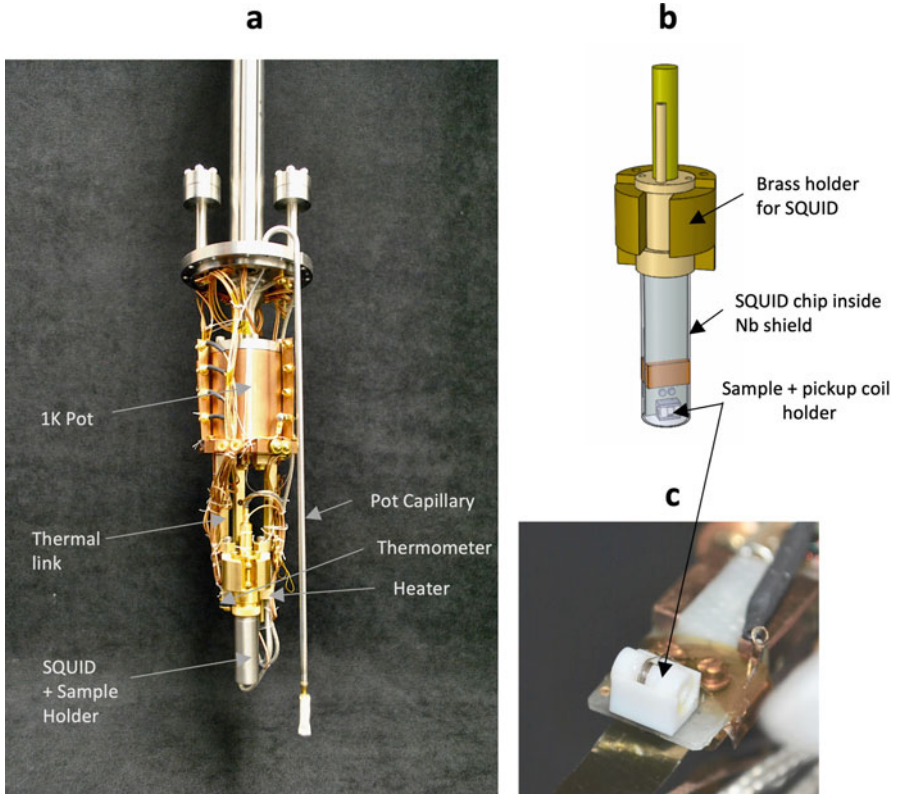 a
1K Pot
Thermal
link
SQUID
+ Sample
Holder
Pot Capillary
Thermometer
Heater
b
Brass holder
for SQUID
SQUID chip inside
Nb shield
Sample + pickup coil
holder
c